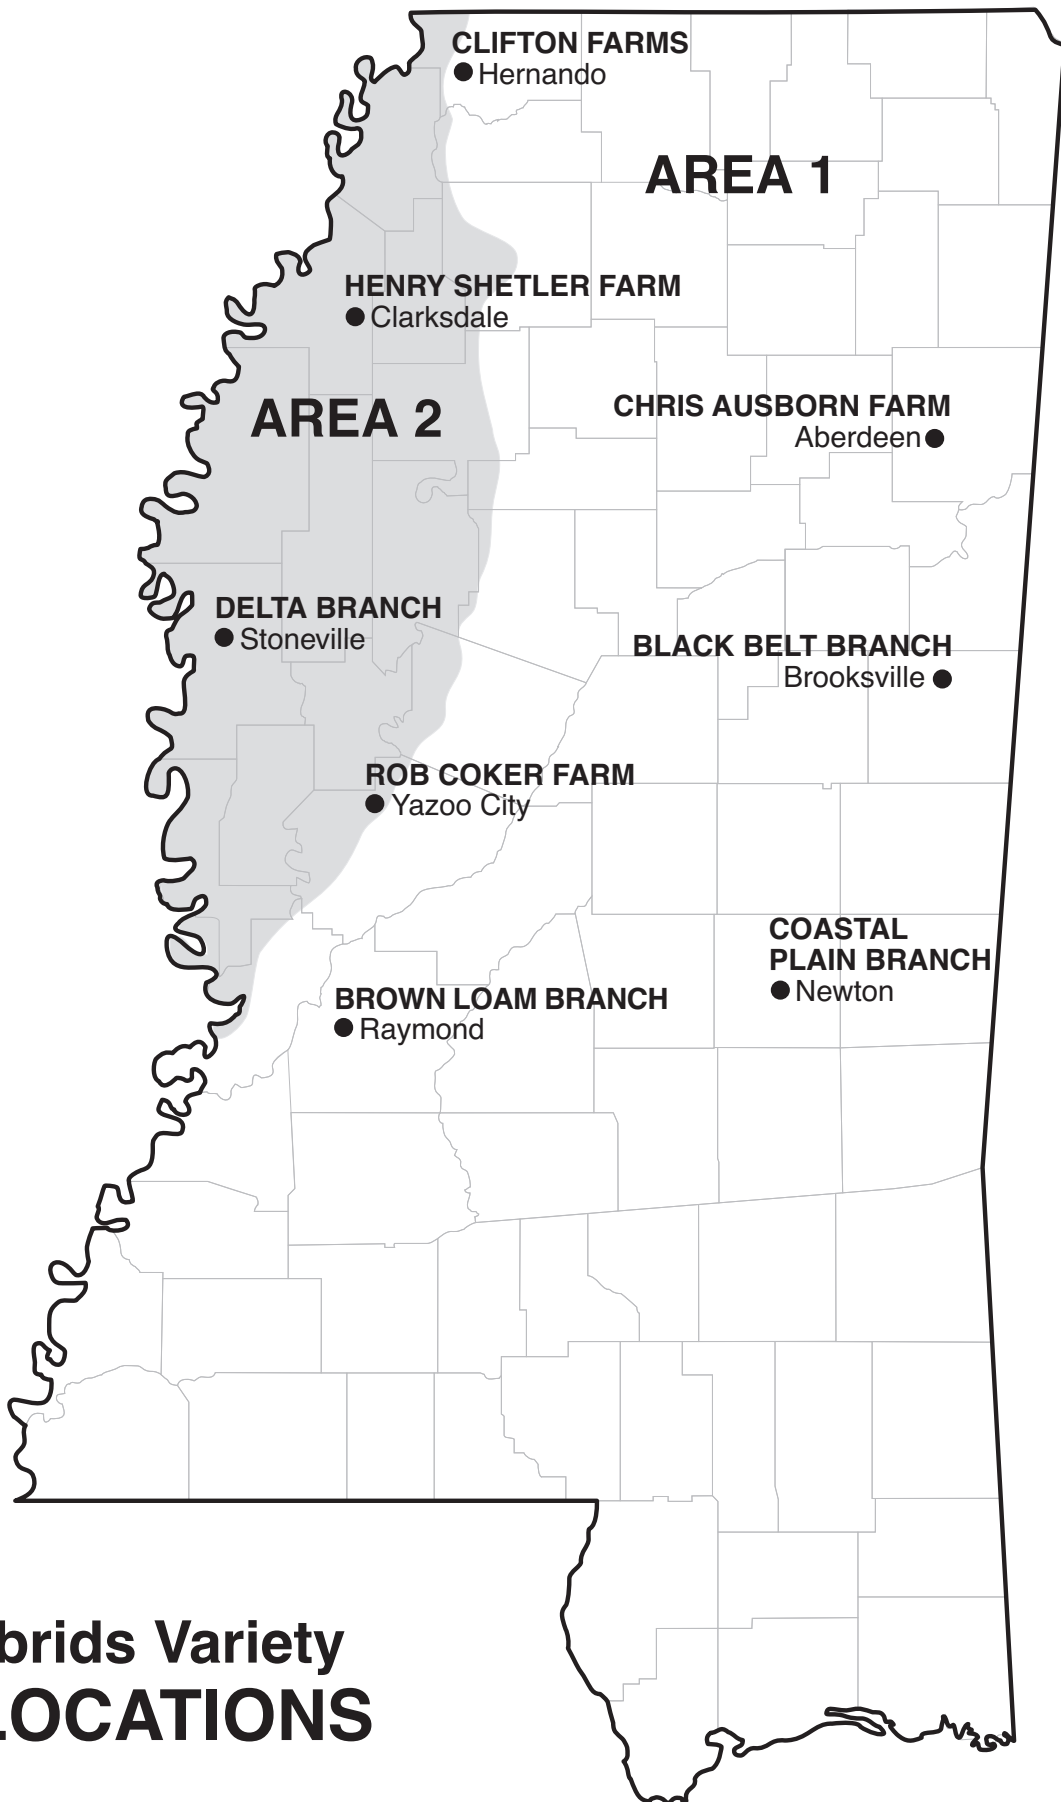 CLIFTON FARMS
Hernando
AREA 1
HENRY SHETLER FARM
Clarksdale
AREA 2
CHRIS AUSBORN FARM
Aberdeen
DELTA BRANCH
Stoneville
BLACK BELT BRANCH
Brooksville
ROB COKER FARM
Yazoo City
COASTAL
PLAIN BRANCH
Newton
BROWN LOAM BRANCH
Raymond
brids Variety
LOCATIONS